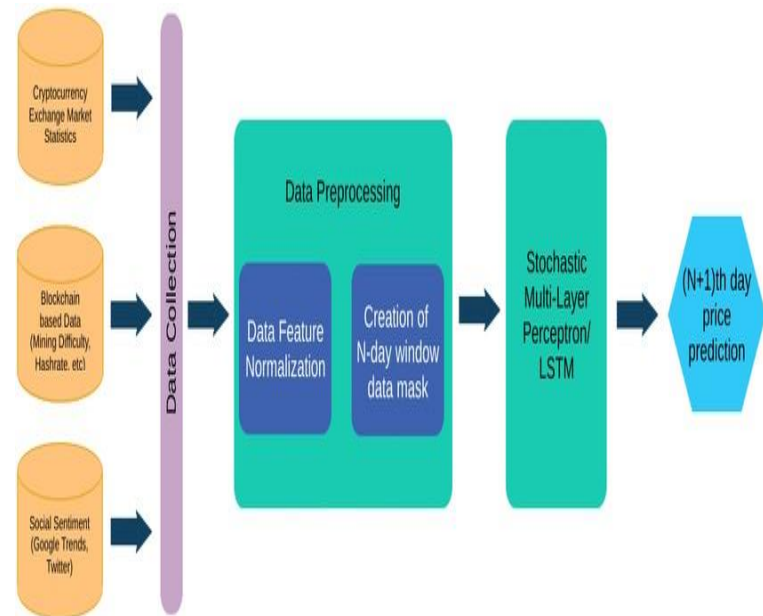 Cryptocurrency
Exchange Market
Statistics
Blockchain
based Data
(Mining Difficulty,
Hashrate, etc)
Social Sentiment
(Google Trends,
Twitter)
Data Collection
Data Preprocessing
Data Feature
Normalization
Creation of
N-day window
data mask
Stochastic
Multi-Layer
Perceptron/
LSTM
(N+1)th day
price
prediction